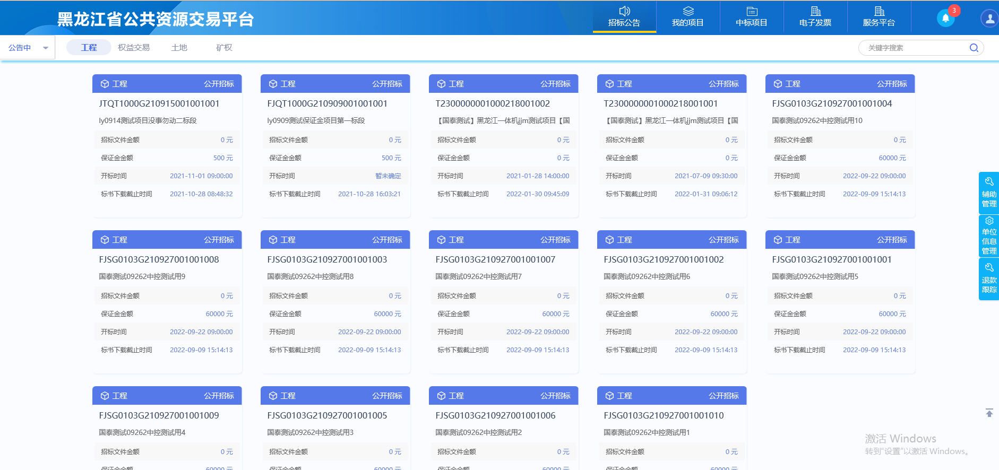 黑龙江省公共资源交易平台
招标公告
我的项目
中标项目
电子发票
服务平台
3
公告中
工程
权益交易
土地
矿权
关键字搜索
工程 公开招标
JTQT1000G210915001001001
ly0914测试项目没事勿动二标段
招标文件金额 0 元
保证金金额 500 元
开标时间 2021-11-01 09:00:00
标书下载截止时间 2021-10-28 08:48:32
工程 公开招标
FJQT1000G210909001001001
ly0909测试保证金项目第一标段
招标文件金额 0 元
保证金金额 500 元
开标时间 暂未确定
标书下载截止时间 2021-10-28 16:03:21
工程 公开招标
T2300000001000218001002
【国泰测试】黑龙江一体机jjm测试项目【国
招标文件金额 0 元
保证金金额 0 元
开标时间 2021-01-28 14:00:00
标书下载截止时间 2022-01-30 09:45:09
工程 公开招标
T2300000001000218001001
【国泰测试】黑龙江一体机jjm测试项目【国
招标文件金额 0 元
保证金金额 0 元
开标时间 2021-07-09 09:30:00
标书下载截止时间 2022-01-31 09:06:12
工程 公开招标
FJSG0103G210927001001004
国泰测试09262中控测试用10
招标文件金额 0 元
保证金金额 60000 元
开标时间 2022-09-22 09:00:00
标书下载截止时间 2022-09-09 15:14:13
工程 公开招标
FJSG0103G210927001001008
国泰测试09262中控测试用9
招标文件金额 0 元
保证金金额 60000 元
开标时间 2022-09-22 09:00:00
标书下载截止时间 2022-09-09 15:14:13
工程 公开招标
FJSG0103G210927001001003
国泰测试09262中控测试用8
招标文件金额 0 元
保证金金额 60000 元
开标时间 2022-09-22 09:00:00
标书下载截止时间 2022-09-09 15:14:13
工程 公开招标
FJSG0103G210927001001007
国泰测试09262中控测试用7
招标文件金额 0 元
保证金金额 60000 元
开标时间 2022-09-22 09:00:00
标书下载截止时间 2022-09-09 15:14:13
工程 公开招标
FJSG0103G210927001001002
国泰测试09262中控测试用6
招标文件金额 0 元
保证金金额 60000 元
开标时间 2022-09-22 09:00:00
标书下载截止时间 2022-09-09 15:14:13
工程 公开招标
FJSG0103G210927001001001
国泰测试09262中控测试用5
招标文件金额 0 元
保证金金额 60000 元
开标时间 2022-09-22 09:00:00
标书下载截止时间 2022-09-09 15:14:13
工程 公开招标
FJSG0103G210927001001009
国泰测试09262中控测试用4
招标文件金额 0 元
保证金金额 60000 元
工程 公开招标
FJSG0103G210927001001005
国泰测试09262中控测试用3
招标文件金额 0 元
保证金金额 60000 元
工程 公开招标
FJSG0103G210927001001006
国泰测试09262中控测试用2
招标文件金额 0 元
保证金金额 60000 元
工程 公开招标
FJSG0103G210927001001010
国泰测试09262中控测试用1
招标文件金额 0 元
保证金金额 60000 元
辅助
管理
单位
信息
管理
退款
跟踪
激活 Windows
转到“设置”以激活 Windows。